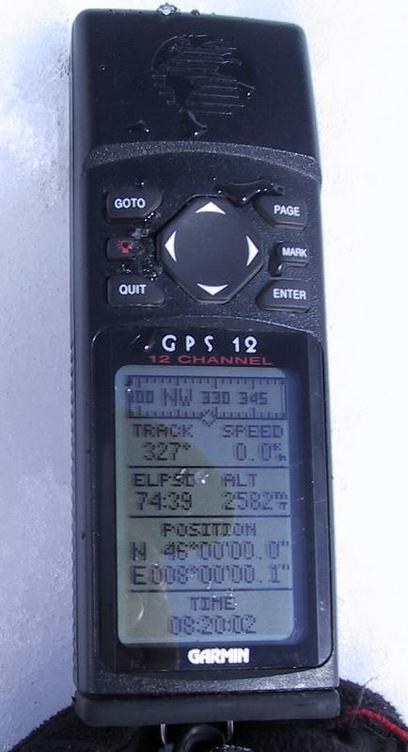 GOTO
PAGE
MARK
QUIT
ENTER
GPS 12
12 CHANNEL
300 NW 330 345
TRACK SPEED
327° 0.0
ELPSD ALT
74:39 2582
POSITION
N 46°00'00.0"
E008°00'00.1"
TIME
08:20:02
GARMIN